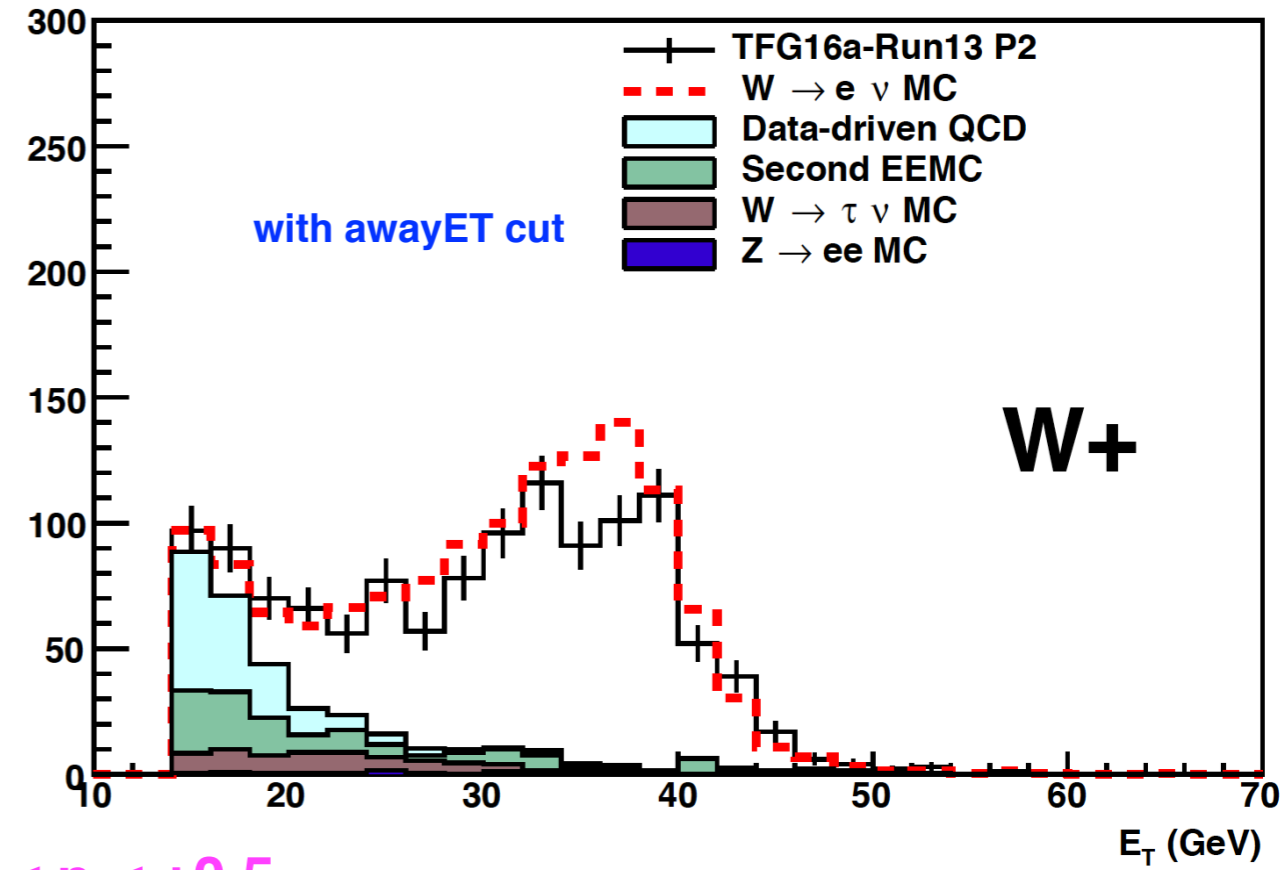 300
250
200
150
100
50
0
TFG16a-Run13 P2
W → e ν MC
Data-driven QCD
Second EEMC
W → τ ν MC
Z → ee MC
with awayET cut
W+
10 20 30 40 50 60 70
E_T (GeV)